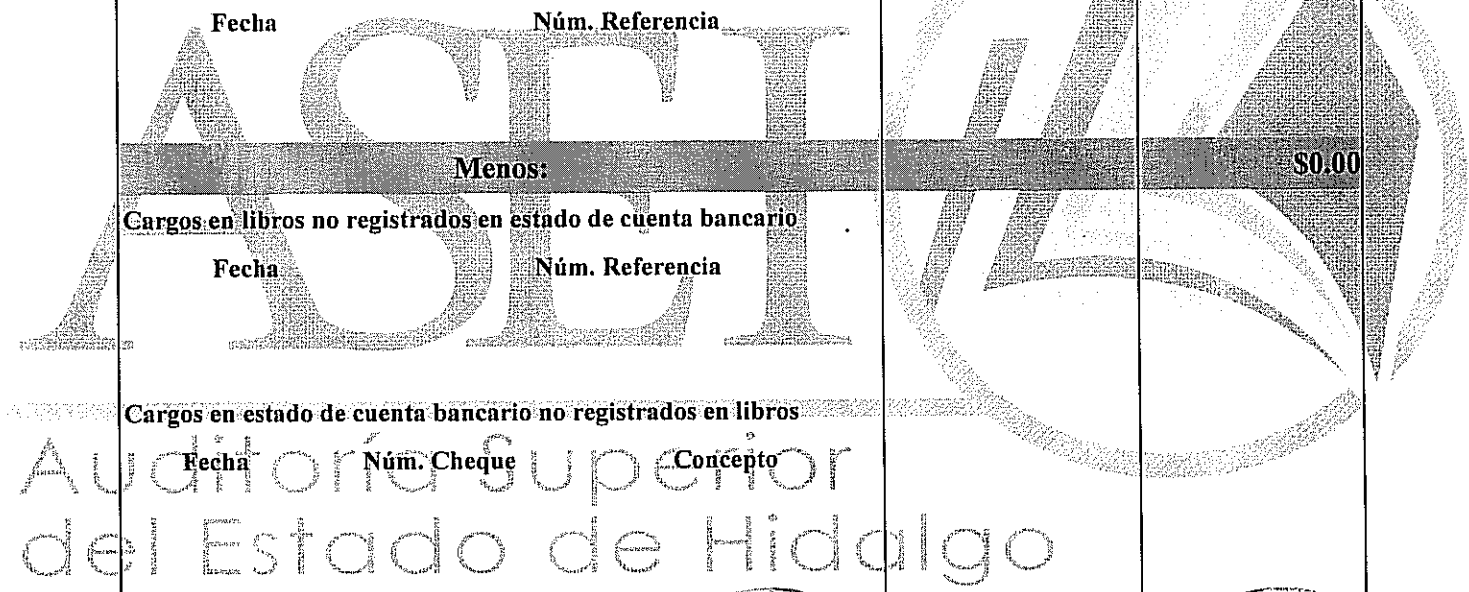 Fecha Núm. Referencia
Menos: $0.00
Cargos en libros no registrados en estado de cuenta bancario
Fecha Núm. Referencia
ASEH
Cargos en estado de cuenta bancario no registrados en libros
Fecha Núm. Cheque Concepto
Auditoría Superior
del Estado de Hidalgo